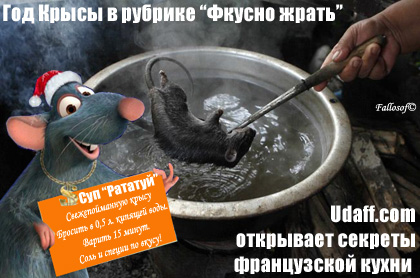 Год Крысы в рубрике “Фкусно жрать”
Fallosof©
Суп “Рататуй”
Свежепойманную крысу
Бросить в 0,5 л. кипящей воды,
Варить 15 минут.
Соль и специи по вкусу!
Udaff.com
открывает секреты
французской кухни